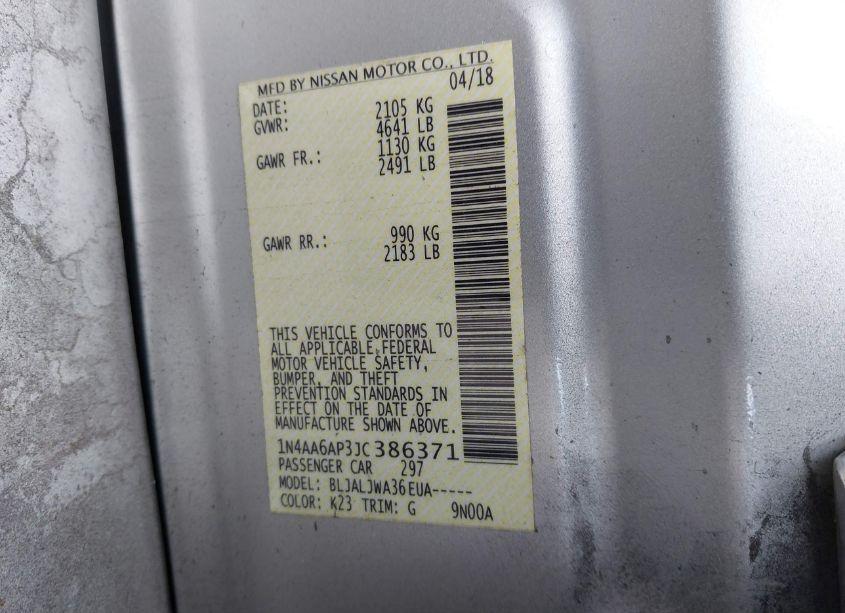 MFD BY NISSAN MOTOR CO., LTD.
DATE: 04/18
GVWR: 2105 KG
4641 LB
GAWR FR.: 1130 KG
2491 LB
GAWR RR.: 990 KG
2183 LB
THIS VEHICLE CONFORMS TO
ALL APPLICABLE FEDERAL
MOTOR VEHICLE SAFETY,
BUMPER, AND THEFT
PREVENTION STANDARDS IN
EFFECT ON THE DATE OF
MANUFACTURE SHOWN ABOVE.
1N4AA6AP3JC386371
PASSENGER CAR 297
MODEL: BLJALJWA36EUA-----
COLOR: K23 TRIM: G 9N00A